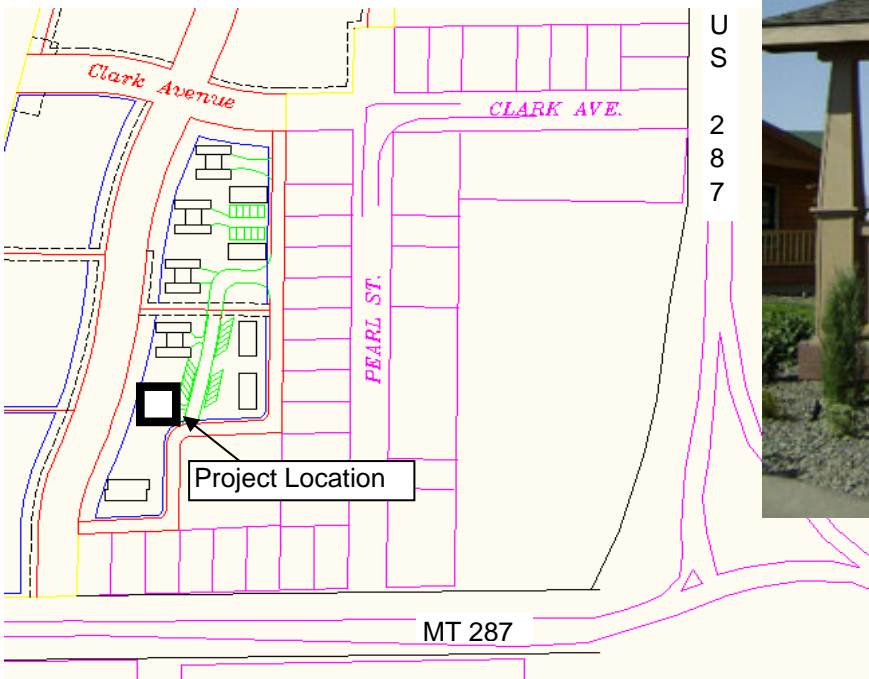 Clark Avenue
CLARK AVE.
U
S
2
8
7
PEARL ST.
Project Location
MT 287